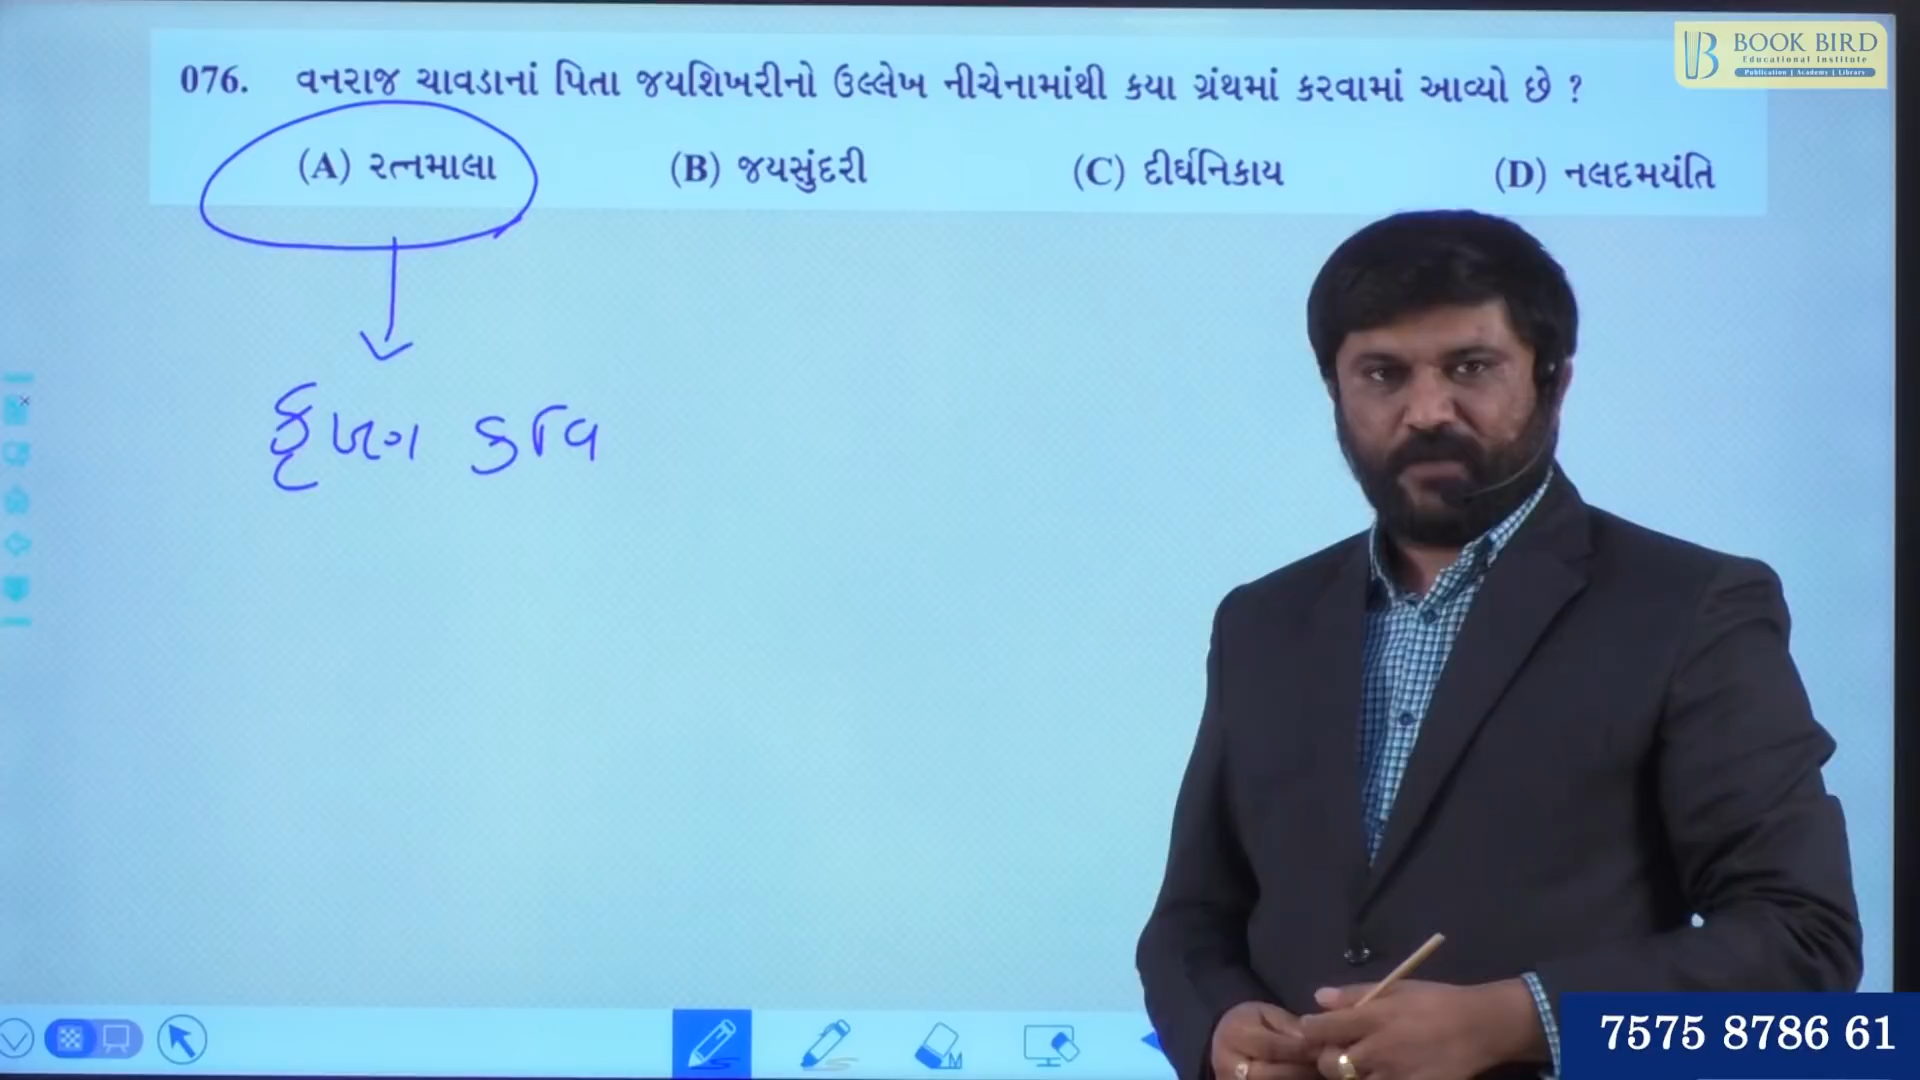 BOOK BIRD
Educational Institute
Publication | Academy | Library
076. વનરાજ ચાવડાનાં પિતા જયશિખરીનો ઉલ્લેખ નીચેનામાંથી કયા ગ્રંથમાં કરવામાં આવ્યો છે ?
(A) રત્નમાલા (B) જયસુંદરી (C) દીર્ઘનિકાય (D) નલદમયંતિ
કવિ
M
7575 8786 61